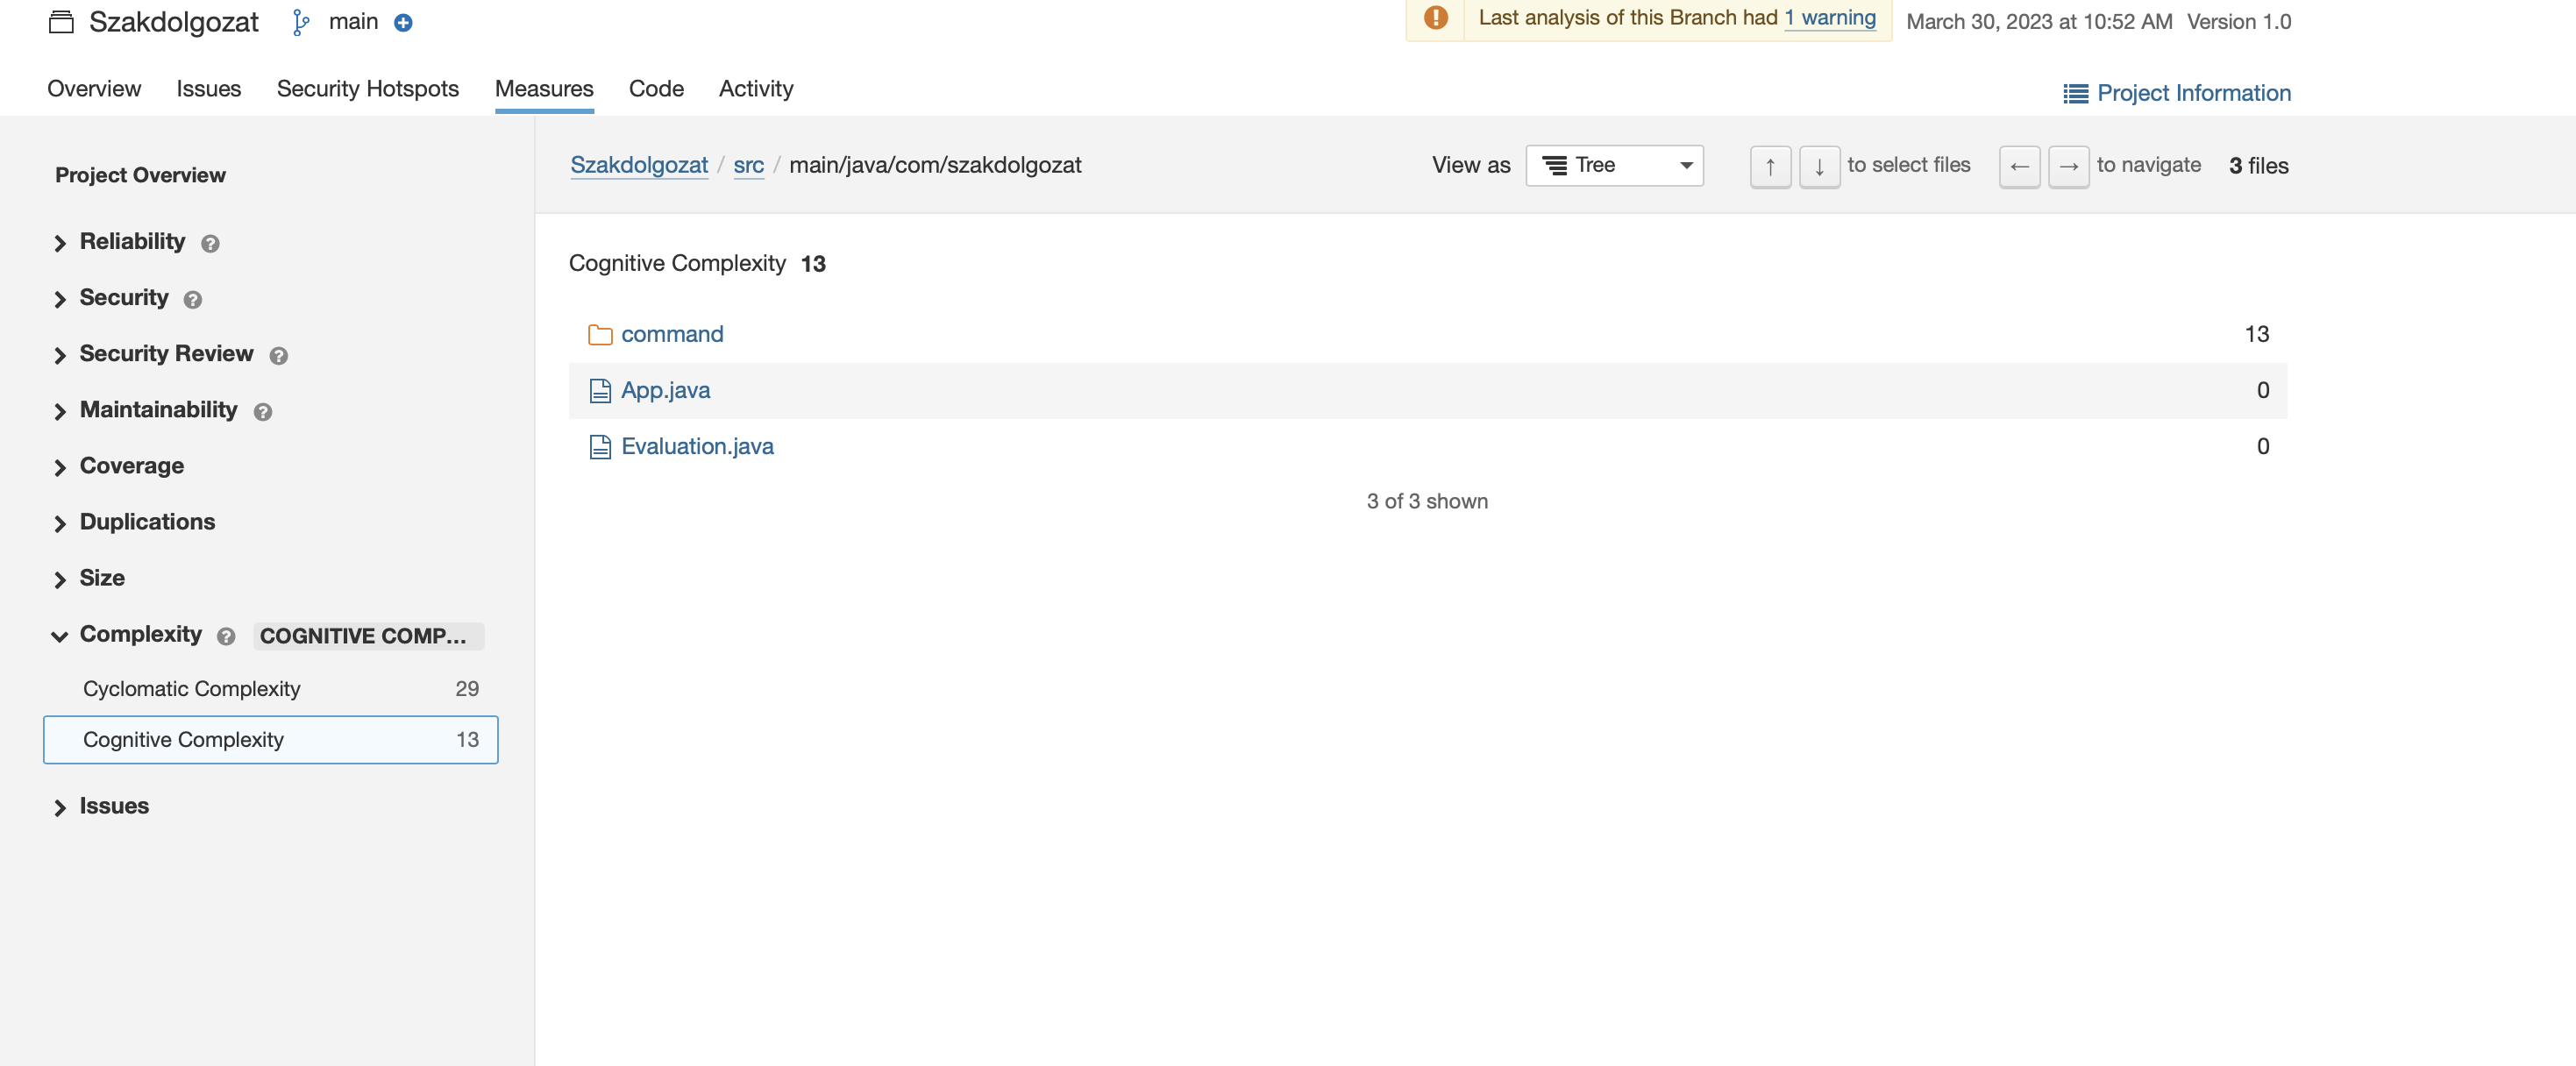 Szakdolgozat main
Last analysis of this Branch had 1 warning March 30, 2023 at 10:52 AM Version 1.0
Overview Issues Security Hotspots Measures Code Activity
Project Information
Project Overview
Reliability
Security
Security Review
Maintainability
Coverage
Duplications
Size
Complexity COGNITIVE COMP...
Cyclomatic Complexity 29
Cognitive Complexity 13
Issues
Szakdolgozat / src / main/java/com/szakdolgozat
View as Tree ↑ ↓ to select files ← → to navigate 3 files
Cognitive Complexity 13
command 13
App.java 0
Evaluation.java 0
3 of 3 shown